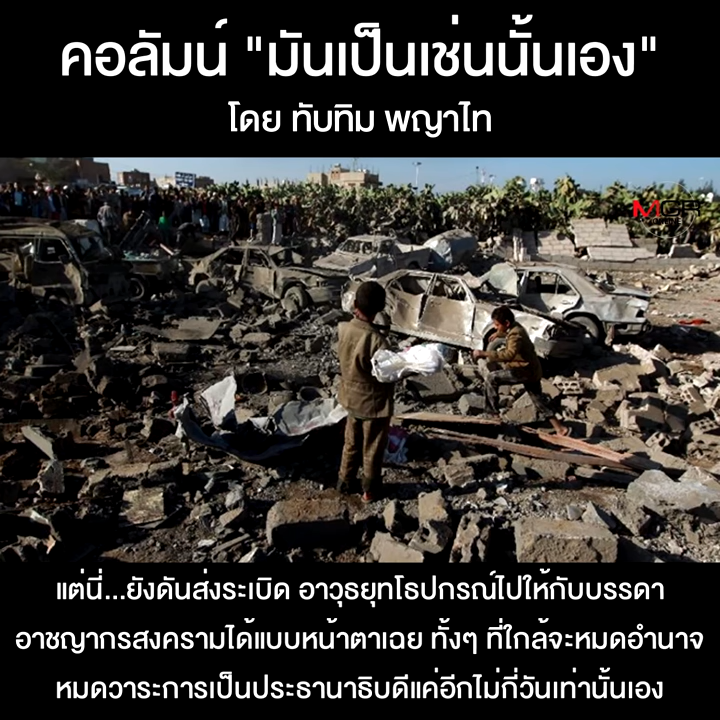 คอลัมน์ "มันเป็นเช่นนั้นเอง"
โดย ทับทิม พญาไท
MGR
ONLINE
แต่นี่...ยังดันส่งระเบิด อาวุธยุทโธปกรณ์ไปให้กับบรรดา
อาชญากรสงครามได้แบบหน้าตาเฉย ทั้งๆ ที่ใกล้จะหมดอำนาจ
หมดวาระการเป็นประธานาธิบดีแค่อีกไม่กี่วันเท่านั้นเอง